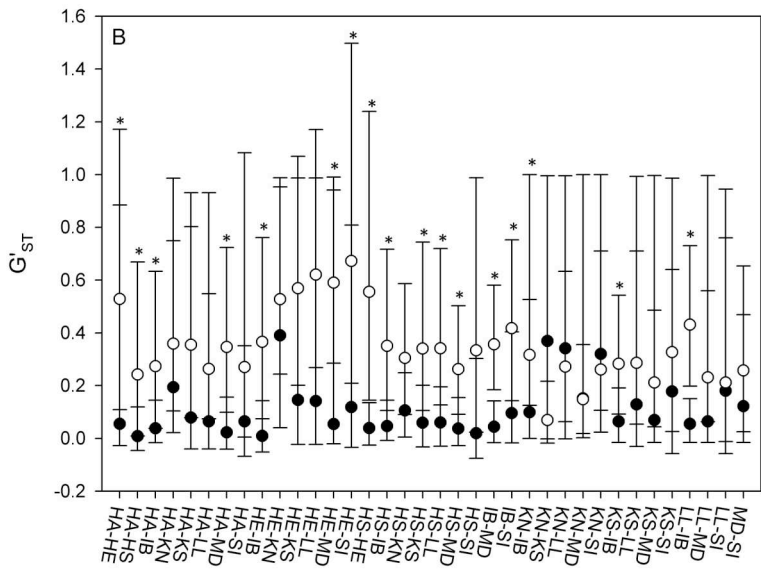 B
G'ST
1.6
1.4
1.2
1.0
0.8
0.6
0.4
0.2
0.0
-0.2
HA-HE
HA-HS
HA-IB
HA-KN
HA-KS
HA-LL
HA-MD
HA-SI
HE-IB
HE-KN
HE-KS
HE-LL
HE-MD
HE-SI
HS-HE
HS-IB
HS-KN
HS-KS
HS-LL
HS-MD
HS-SI
IB-MD
IB-SI
KN-IB
KN-KS
KN-LL
KN-MD
KN-SI
KS-IB
KS-LL
KS-MD
KS-SI
LL-IB
LL-MD
LL-SI
MD-SI